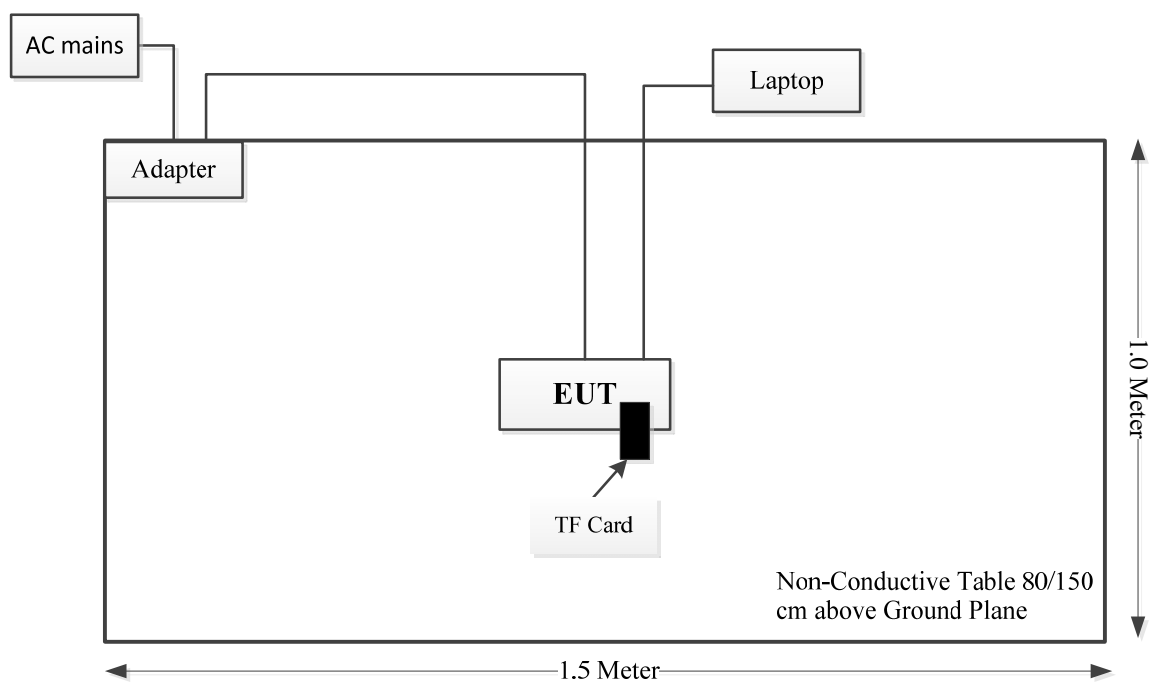 AC mains
Laptop
Adapter
EUT
TF Card
1.0 Meter
Non-Conductive Table 80/150
cm above Ground Plane
1.5 Meter